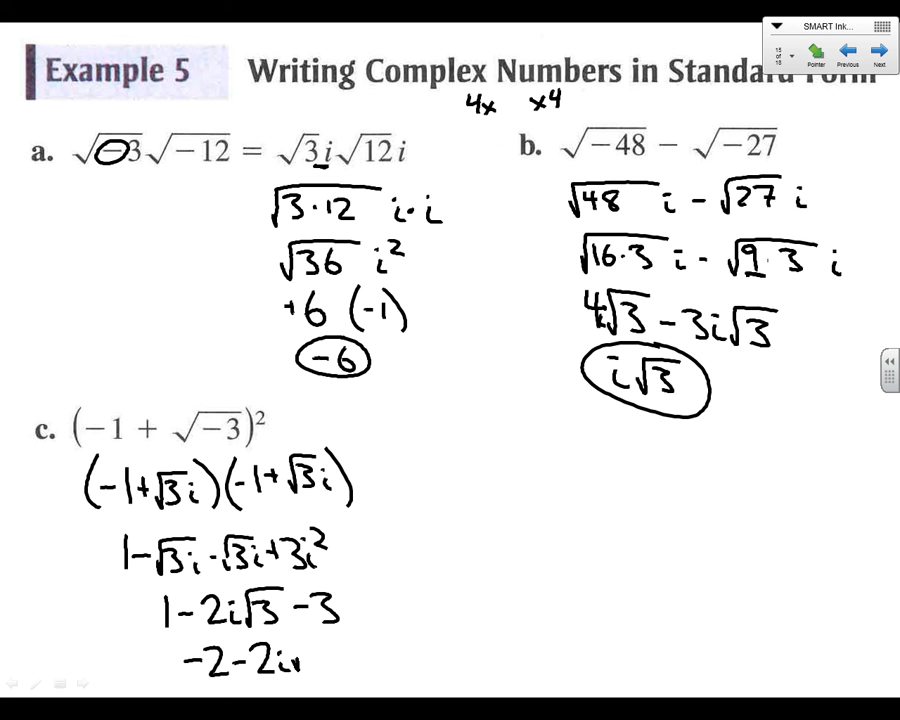 SMART Ink...
15 of 18
Pointer Previous Next
Example 5 Writing Complex Numbers in Standard Form
4x x4
a. √−3√−12 = √3i√12i
√3·12 i·i
√36 i²
+6 (-1)
-6
b. √−48 − √−27
√48 i - √27 i
√16·3 i - √9·3 i
4i√3 - 3i√3
i√3
c. (−1 + √−3)²
(-1+√3i)(-1+√3i)
1-√3i-√3i+3i²
1-2i√3-3
-2-2i